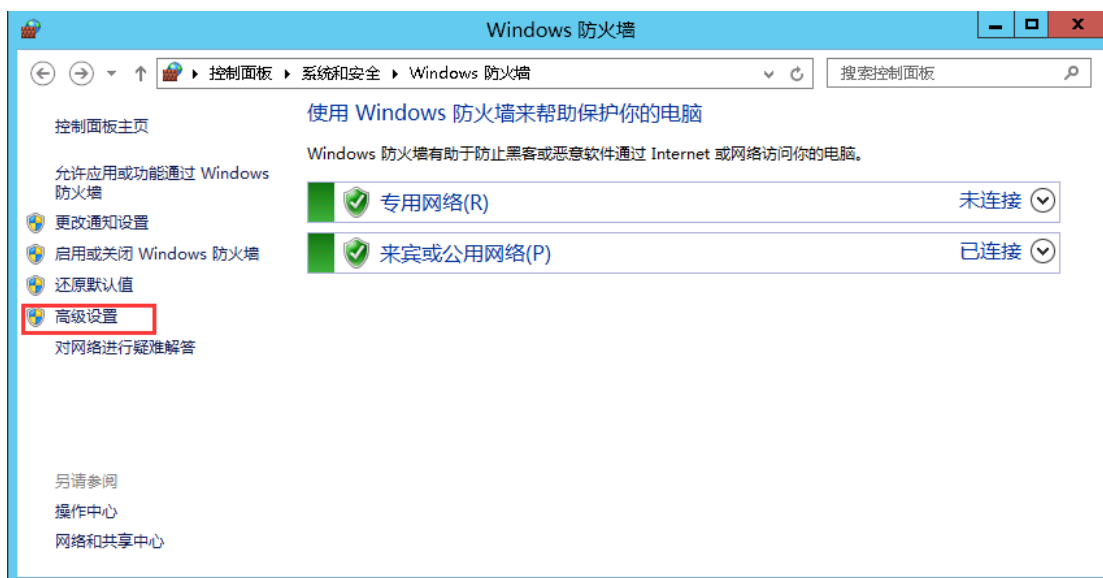 Windows 防火墙
控制面板 系统和安全 Windows 防火墙
搜索控制面板
控制面板主页
允许应用或功能通过 Windows
防火墙
更改通知设置
启用或关闭 Windows 防火墙
还原默认值
高级设置
对网络进行疑难解答
另请参阅
操作中心
网络和共享中心
使用 Windows 防火墙来帮助保护你的电脑
Windows 防火墙有助于防止黑客或恶意软件通过 Internet 或网络访问你的电脑。
专用网络(R) 未连接
来宾或公用网络(P) 已连接